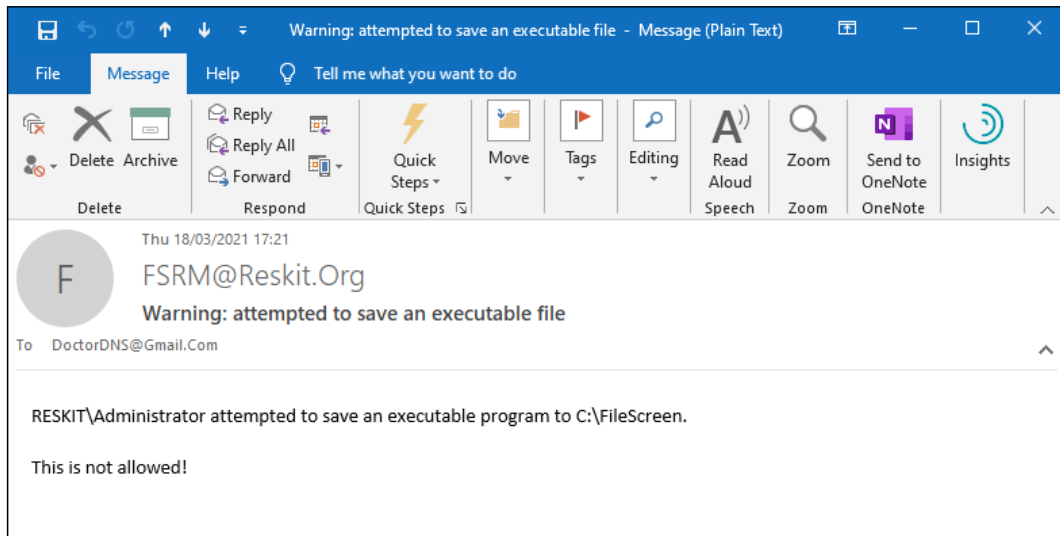 Warning: attempted to save an executable file - Message (Plain Text)
File Message Help Tell me what you want to do
Delete Archive
Reply
Reply All
Forward
Quick Steps
Move
Tags
Editing
Read Aloud
Zoom
Send to OneNote
Insights
Delete Respond Quick Steps Speech Zoom OneNote
Thu 18/03/2021 17:21
F
FSRM@Reskit.Org
Warning: attempted to save an executable file
To DoctorDNS@Gmail.Com
RESKIT\Administrator attempted to save an executable program to C:\FileScreen.
This is not allowed!